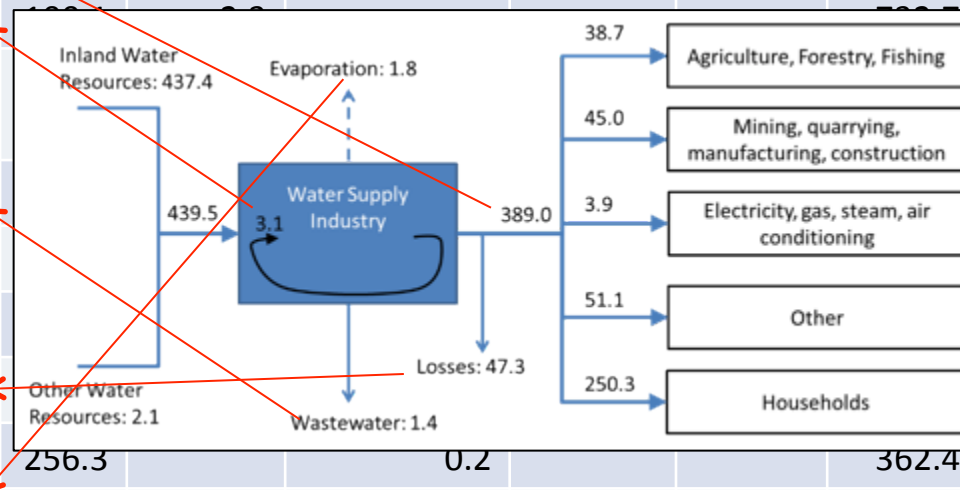 Inland Water
Resources: 437.4
Evaporation: 1.8
38.7
Agriculture, Forestry, Fishing
45.0
Mining, quarrying,
manufacturing, construction
439.5
Water Supply
Industry
3.1
389.0
3.9
Electricity, gas, steam, air
conditioning
51.1
Other
Losses: 47.3
250.3
Households
Other Water
Resources: 2.1
Wastewater: 1.4
256.3 0.2 362.4